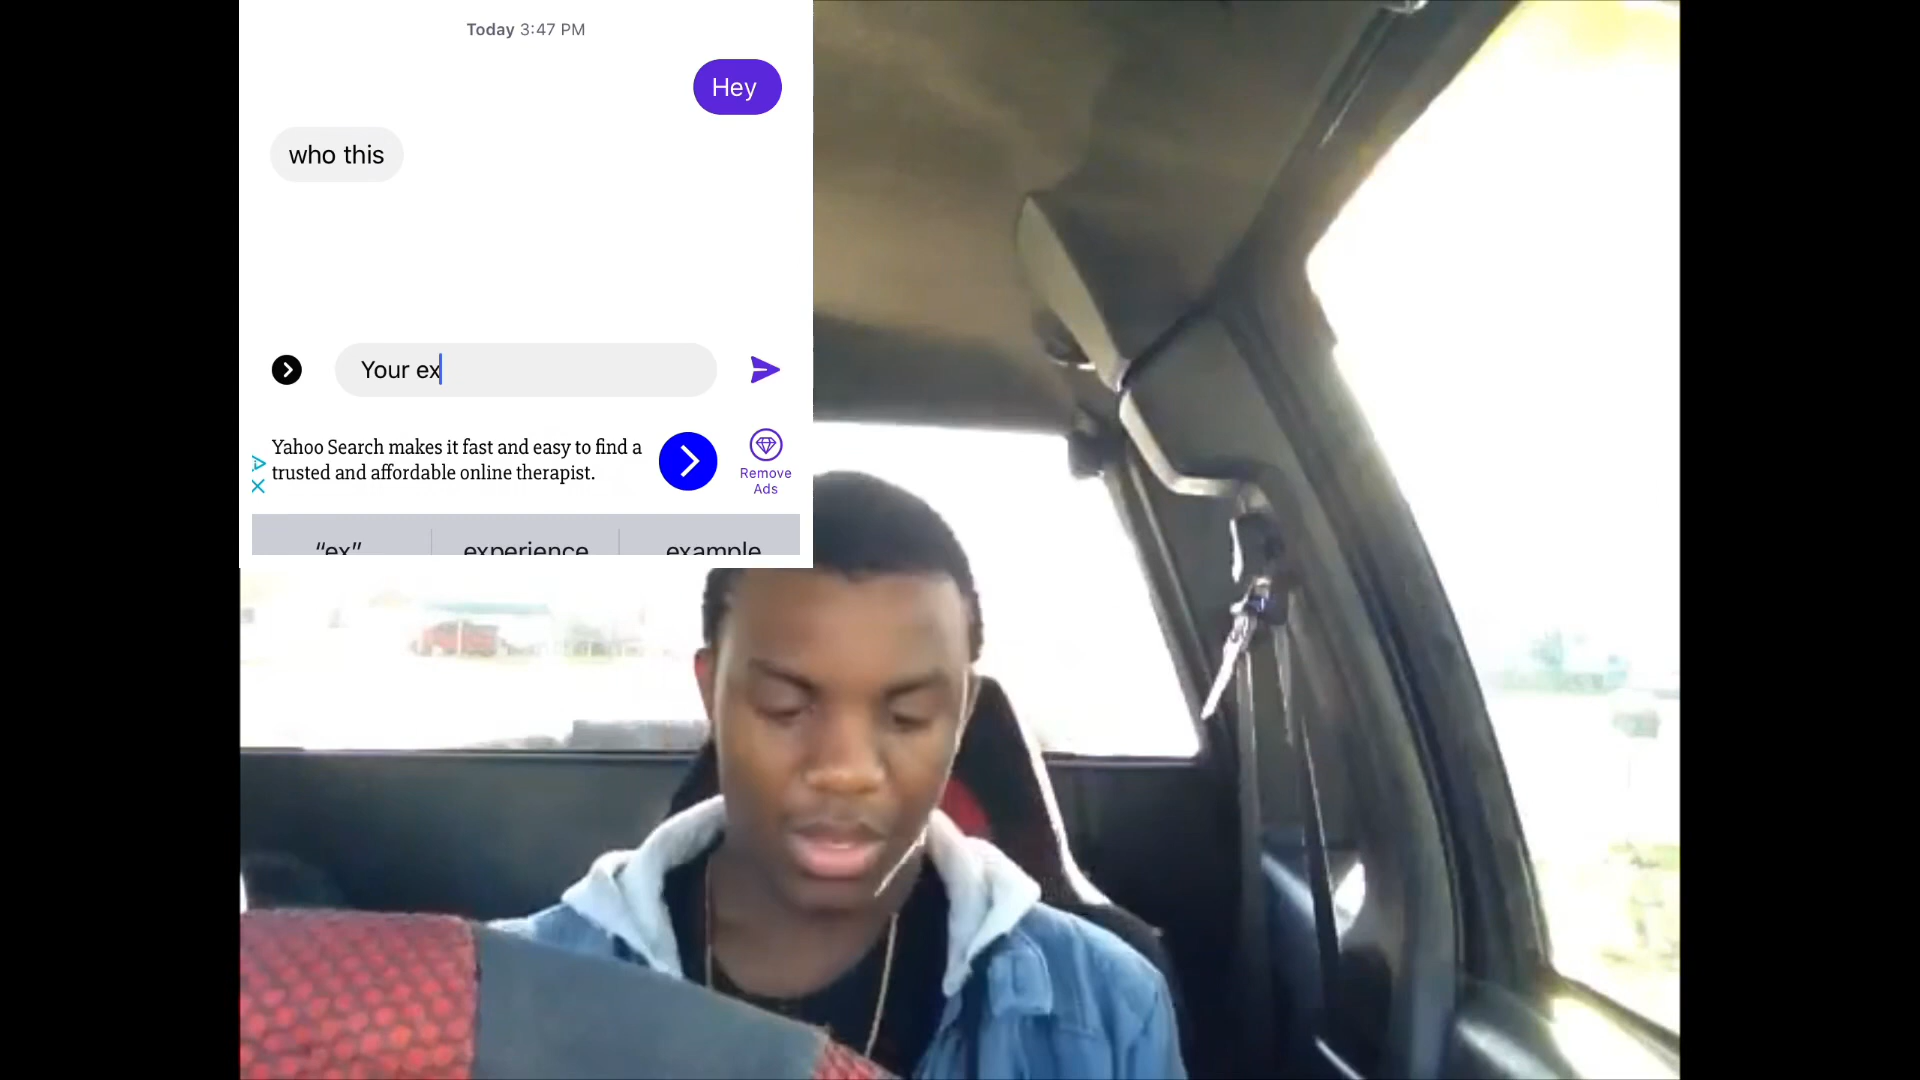 Today 3:47 PM
Hey
who this
Your ex
Yahoo Search makes it fast and easy to find a
trusted and affordable online therapist.
Remove
Ads
“ex” experience example